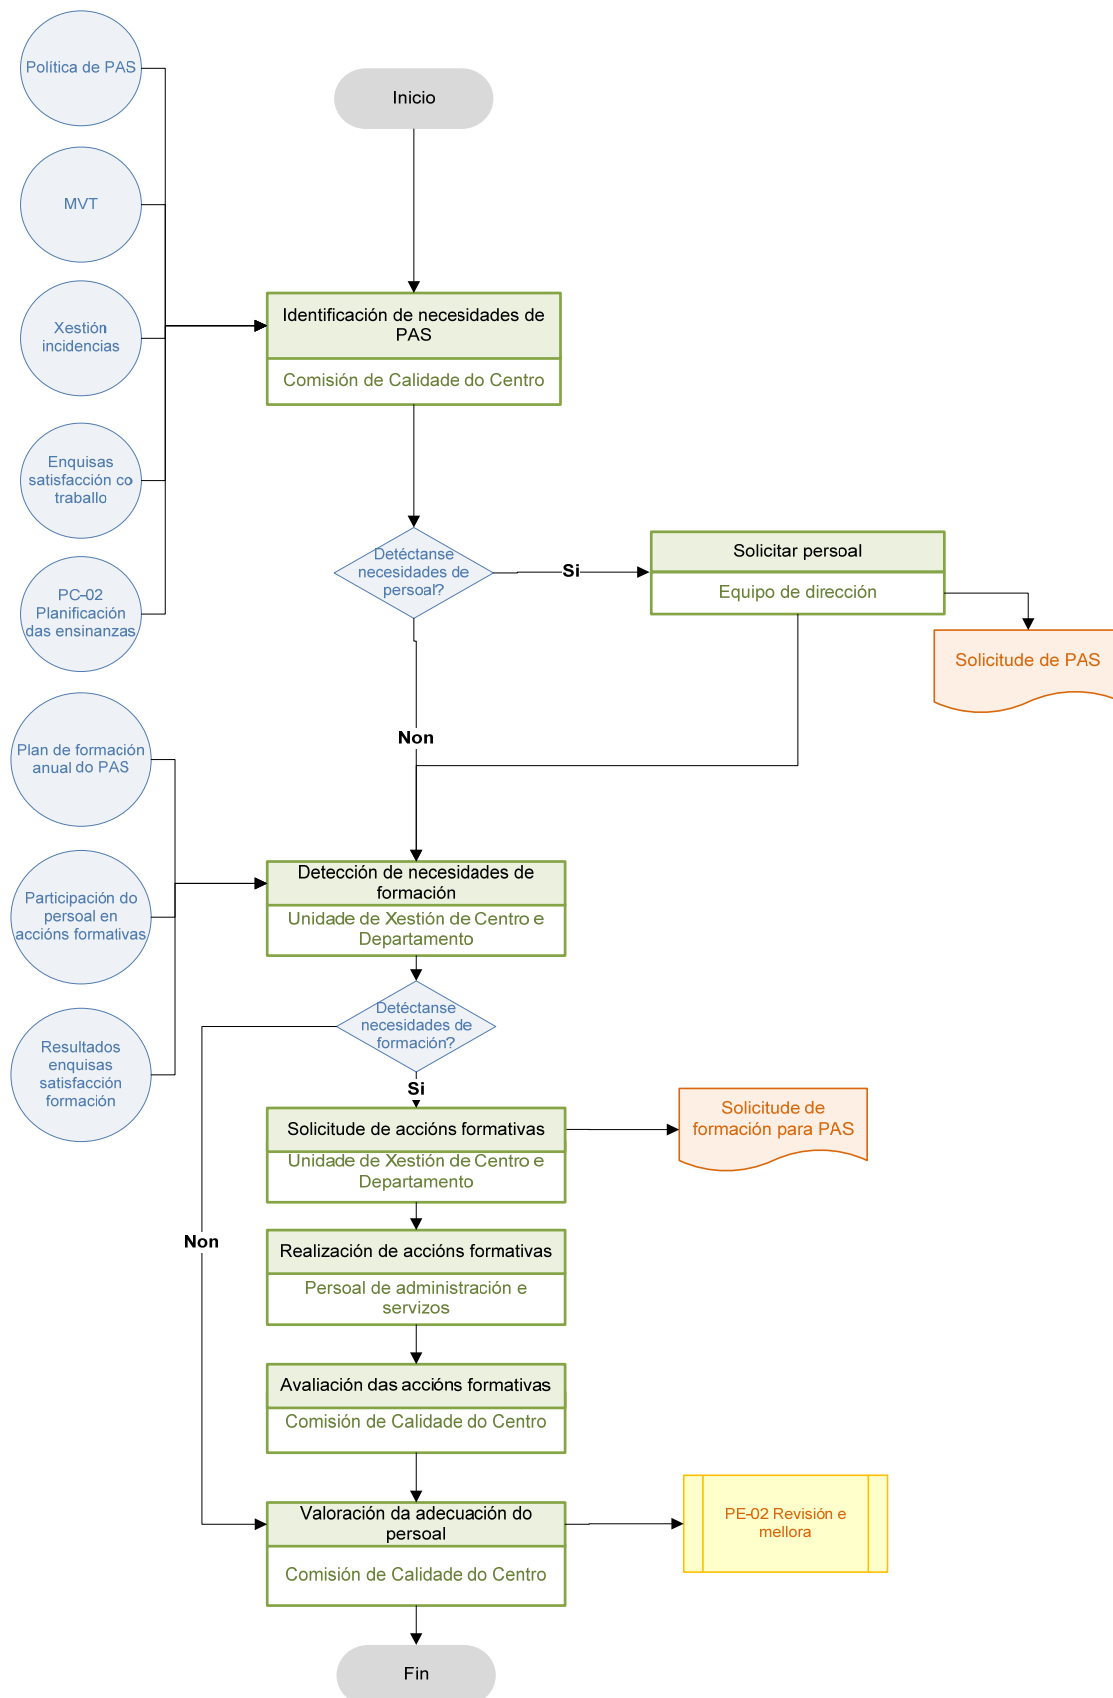 Política de PAS
Inicio
MVT
Xestión
incidencias
Identificación de necesidades de
PAS
Comisión de Calidade do Centro
Enquisas
satisfacción co
traballo
Detéctanse
necesidades de
persoal?
Si
Solicitar persoal
Equipo de dirección
PC-02
Planificación
das ensinanzas
Solicitude de PAS
Non
Plan de formación
anual do PAS
Detección de necesidades de
formación
Unidade de Xestión de Centro e
Departamento
Participación do
persoal en
accións formativas
Detéctanse
necesidades de
formación?
Resultados
enquisas
satisfacción
formación
Si
Solicitude de accións formativas
Unidade de Xestión de Centro e
Departamento
Solicitude de
formación para PAS
Non
Realización de accións formativas
Persoal de administración e
servizos
Avaliación das accións formativas
Comisión de Calidade do Centro
Valoración da adecuación do
persoal
Comisión de Calidade do Centro
PE-02 Revisión e
mellora
Fin